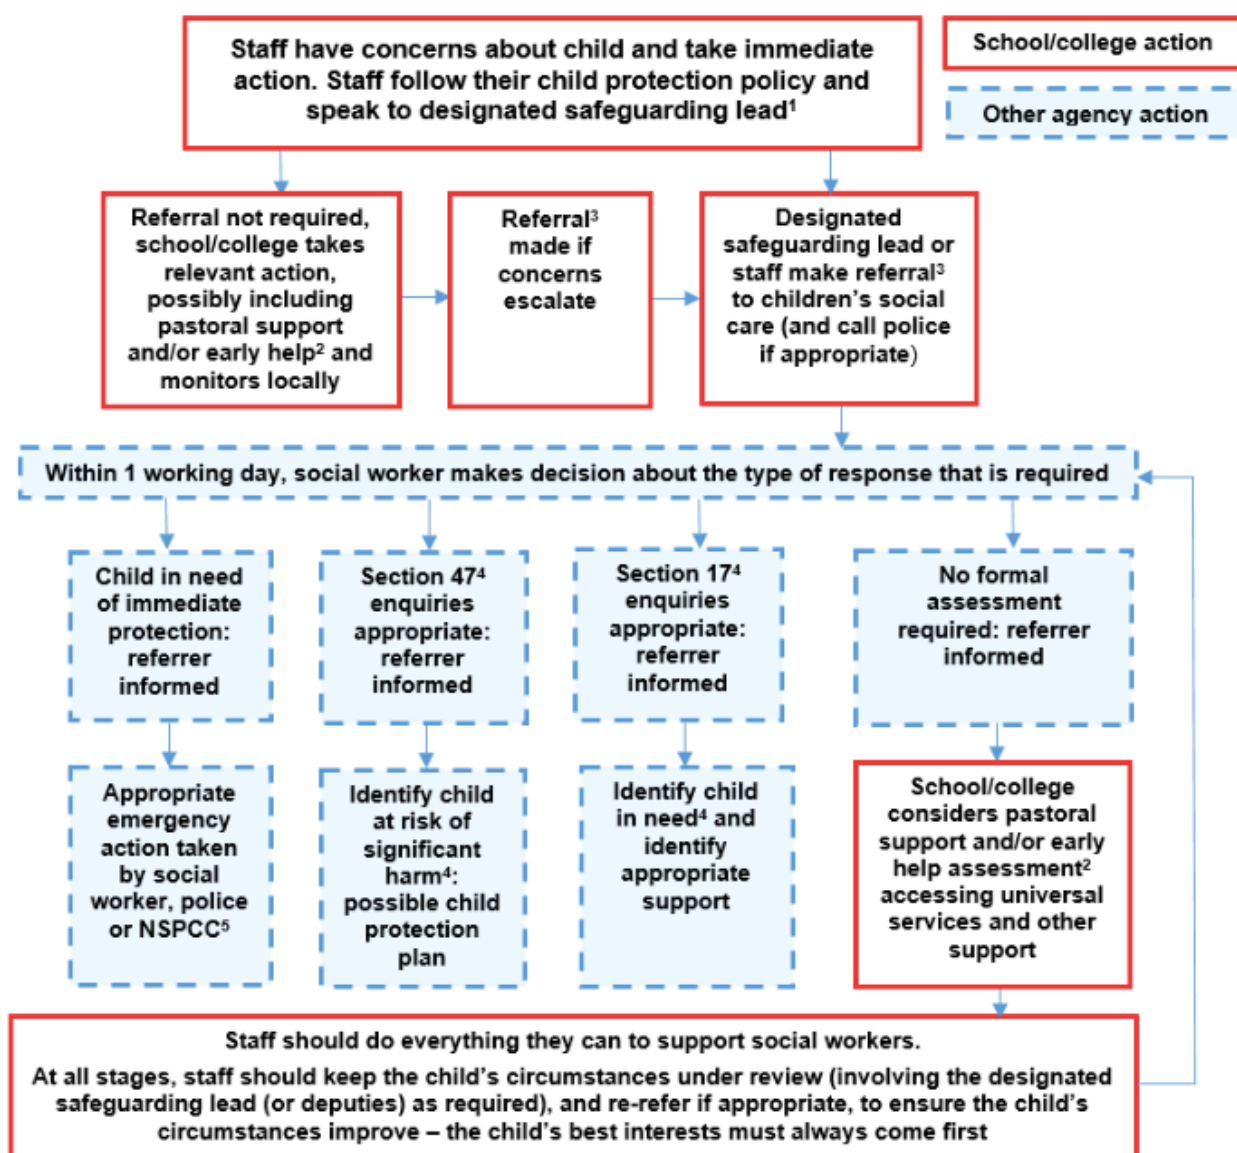 Staff have concerns about child and take immediate
action. Staff follow their child protection policy and
speak to designated safeguarding lead¹
School/college action
Other agency action
Referral not required,
school/college takes
relevant action,
possibly including
pastoral support
and/or early help² and
monitors locally
Referral³
made if
concerns
escalate
Designated
safeguarding lead or
staff make referral³
to children's social
care (and call police
if appropriate)
Within 1 working day, social worker makes decision about the type of response that is required
Child in need
of immediate
protection:
referrer
informed
Section 47⁴
enquiries
appropriate:
referrer
informed
Section 17⁴
enquiries
appropriate:
referrer
informed
No formal
assessment
required: referrer
informed
Appropriate
emergency
action taken
by social
worker, police
or NSPCC⁵
Identify child
at risk of
significant
harm⁴:
possible child
protection
plan
Identify child
in need⁴ and
identify
appropriate
support
School/college
considers pastoral
support and/or early
help assessment²
accessing universal
services and other
support
Staff should do everything they can to support social workers.
At all stages, staff should keep the child's circumstances under review (involving the designated
safeguarding lead (or deputies) as required), and re-refer if appropriate, to ensure the child's
circumstances improve – the child's best interests must always come first